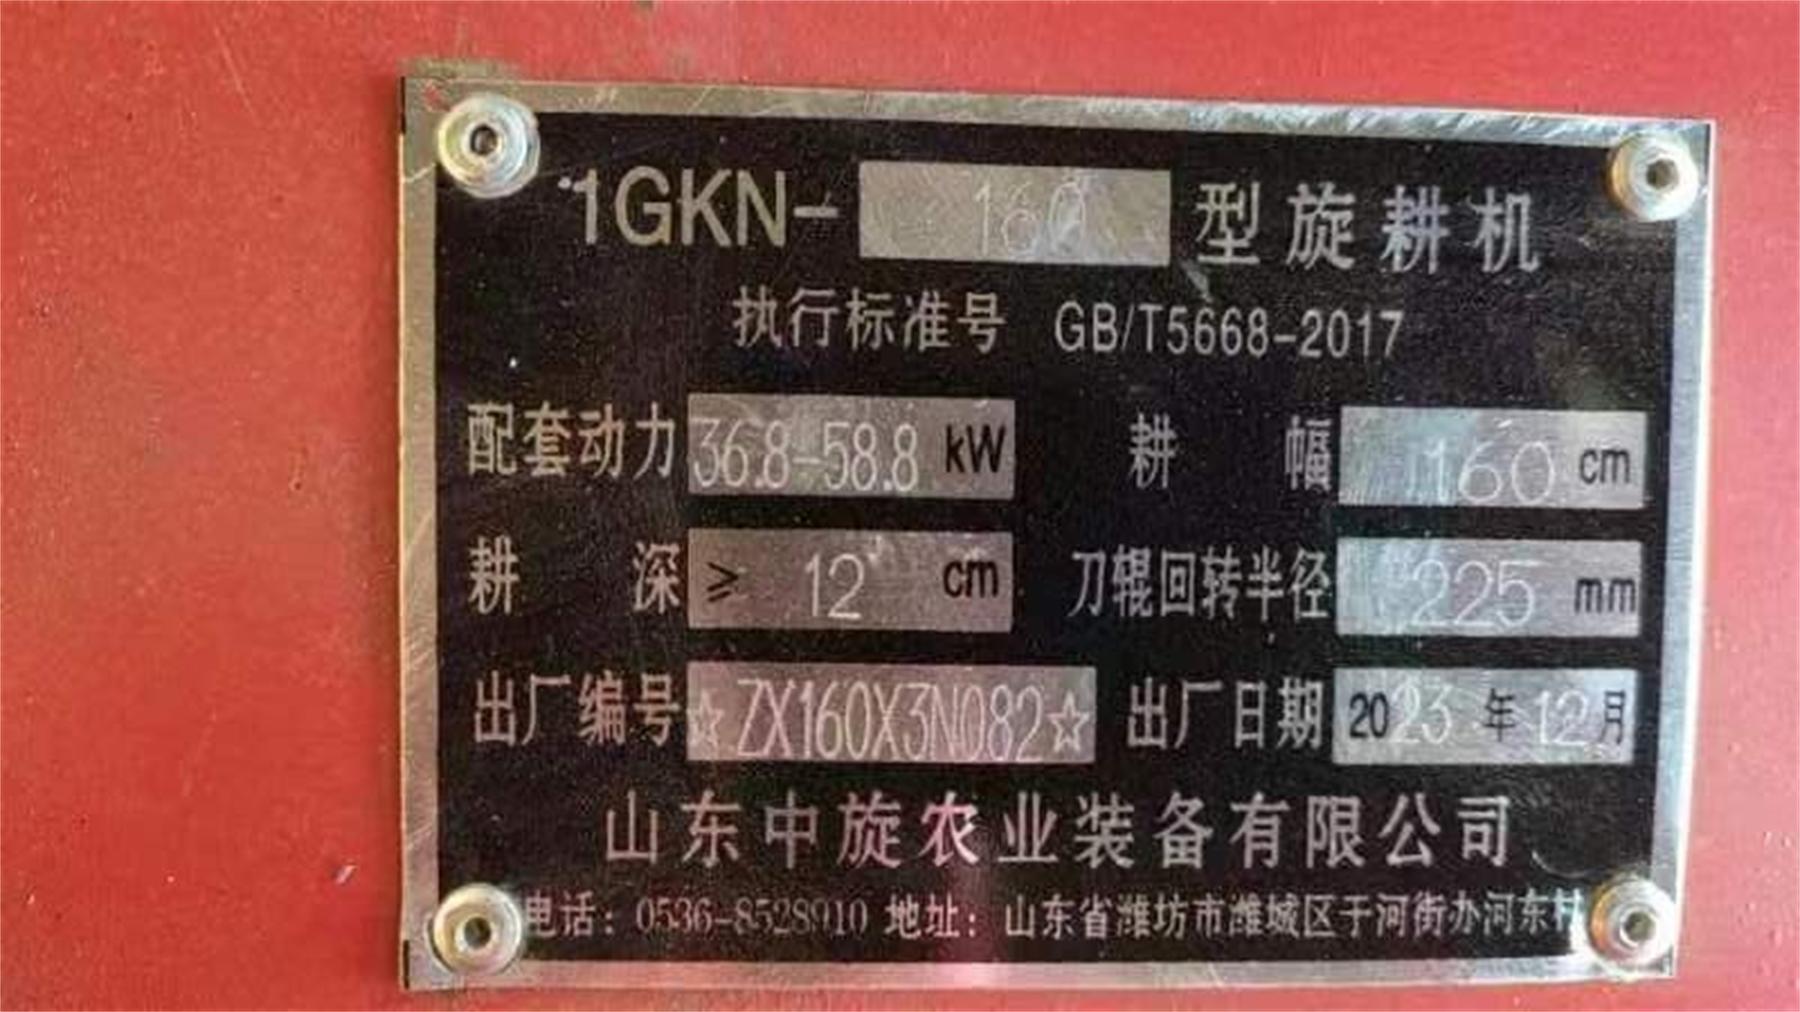 1GKN-160型旋耕机
执行标准号 GB/T5668-2017
配套动力 36.8-58.8 kW 耕幅 160 cm
耕深 ≥ 12 cm 刀辊回转半径 225 mm
出厂编号 ☆ZX160X3N082☆ 出厂日期 2023年12月
山东中旋农业装备有限公司
电话：0536-8528910 地址：山东省潍坊市潍城区于河街办河东村